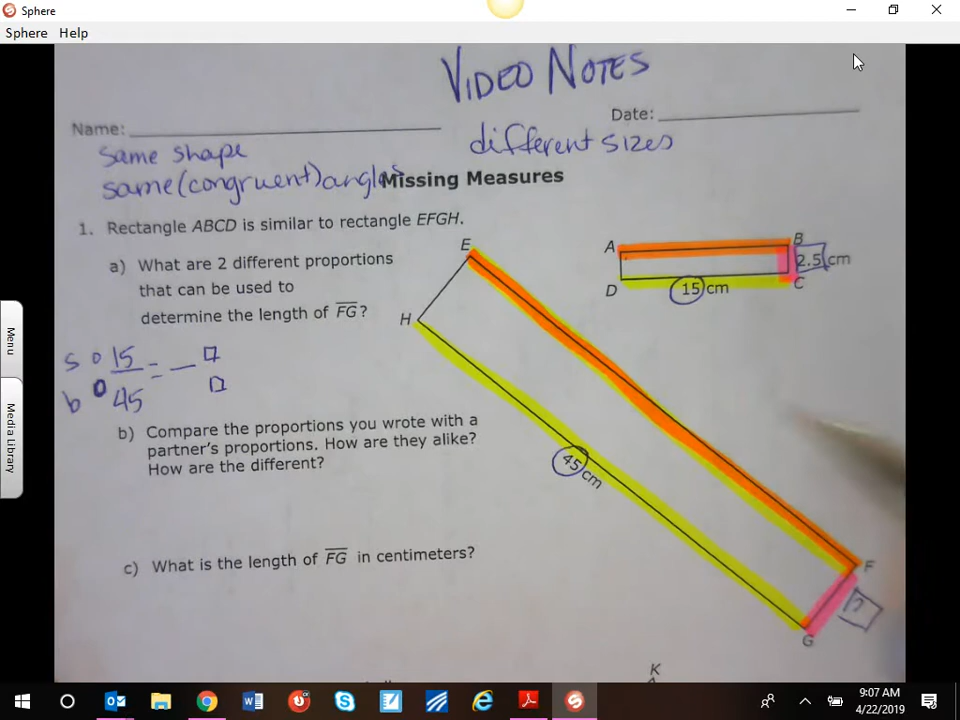 Sphere
Sphere Help
VIDEO NOTES
Name: Date:
same shape different sizes
same (congruent) angles
Missing Measures
1. Rectangle ABCD is similar to rectangle EFGH.
a) What are 2 different proportions
that can be used to
determine the length of FG?
S 15 = □
b 45 □
b) Compare the proportions you wrote with a
partner's proportions. How are they alike?
How are the different?
c) What is the length of FG in centimeters?
A
B
2.5 cm
C
D
15 cm
E
H
45 cm
F
?
G
K
Menu
Media Library
9:07 AM
4/22/2019